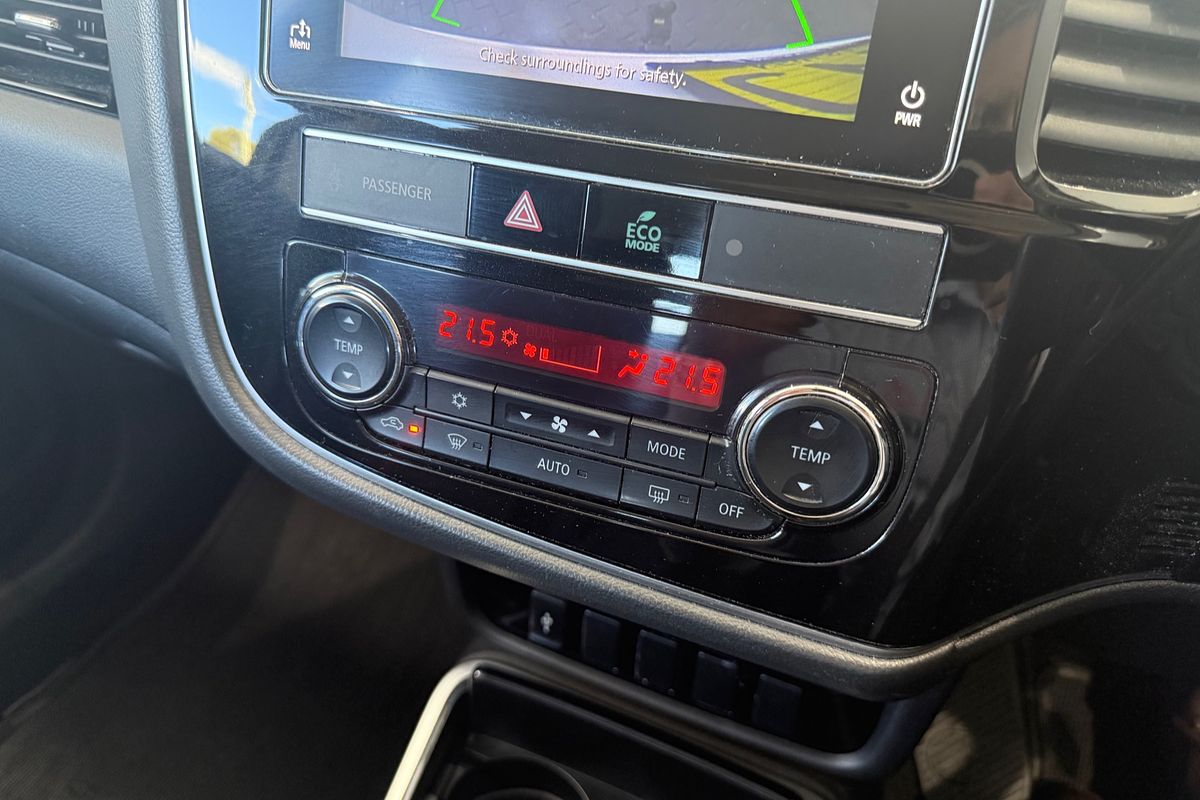 Menu
Check surroundings for safety.
PWR
PASSENGER
ECO
MODE
21.5
21.5
TEMP
TEMP
MODE
AUTO
OFF